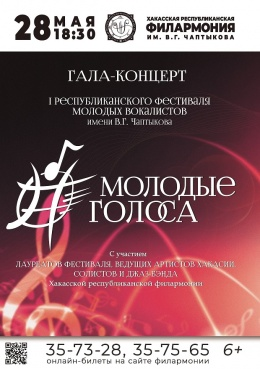 28 МАЯ
18:30
ХАКАССКАЯ РЕСПУБЛИКАНСКАЯ
ФИЛАРМОНИЯ
ИМ. В.Г. ЧАПТЫКОВА
ГАЛА-КОНЦЕРТ
I РЕСПУБЛИКАНСКОГО ФЕСТИВАЛЯ
МОЛОДЫХ ВОКАЛИСТОВ
ИМЕНИ В.Г. ЧАПТЫКОВА
МОЛОДЫЕ
ГОЛОСА
С участием
ЛАУРЕАТОВ ФЕСТИВАЛЯ, ВЕДУЩИХ АРТИСТОВ ХАКАСИИ,
СОЛИСТОВ И ДЖАЗ-БЭНДА
Хакасской республиканской филармонии
35-73-28, 35-75-65 6+
онлайн-билеты на сайте филармонии